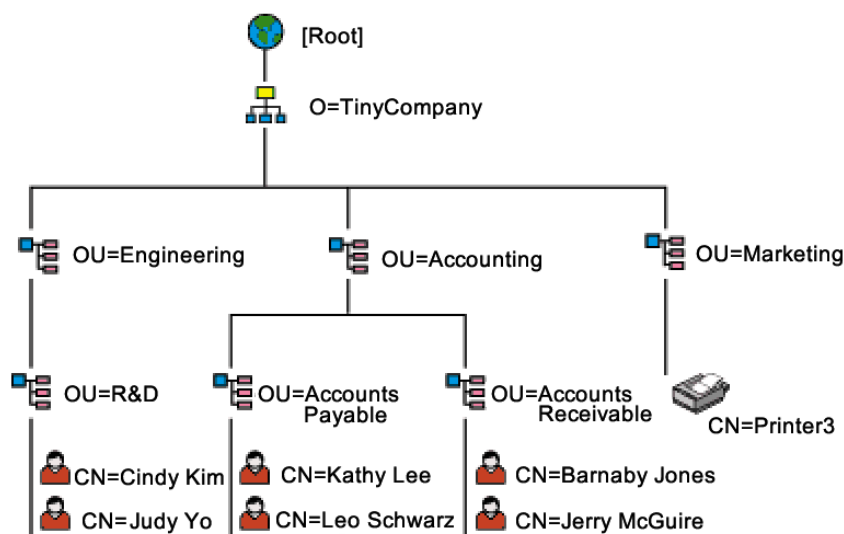 [Root]
O=TinyCompany
OU=Engineering
OU=Accounting
OU=Marketing
OU=R&D
OU=Accounts
Payable
OU=Accounts
Receivable
CN=Printer3
CN=Cindy Kim
CN=Kathy Lee
CN=Barnaby Jones
CN=Judy Yo
CN=Leo Schwarz
CN=Jerry McGuire